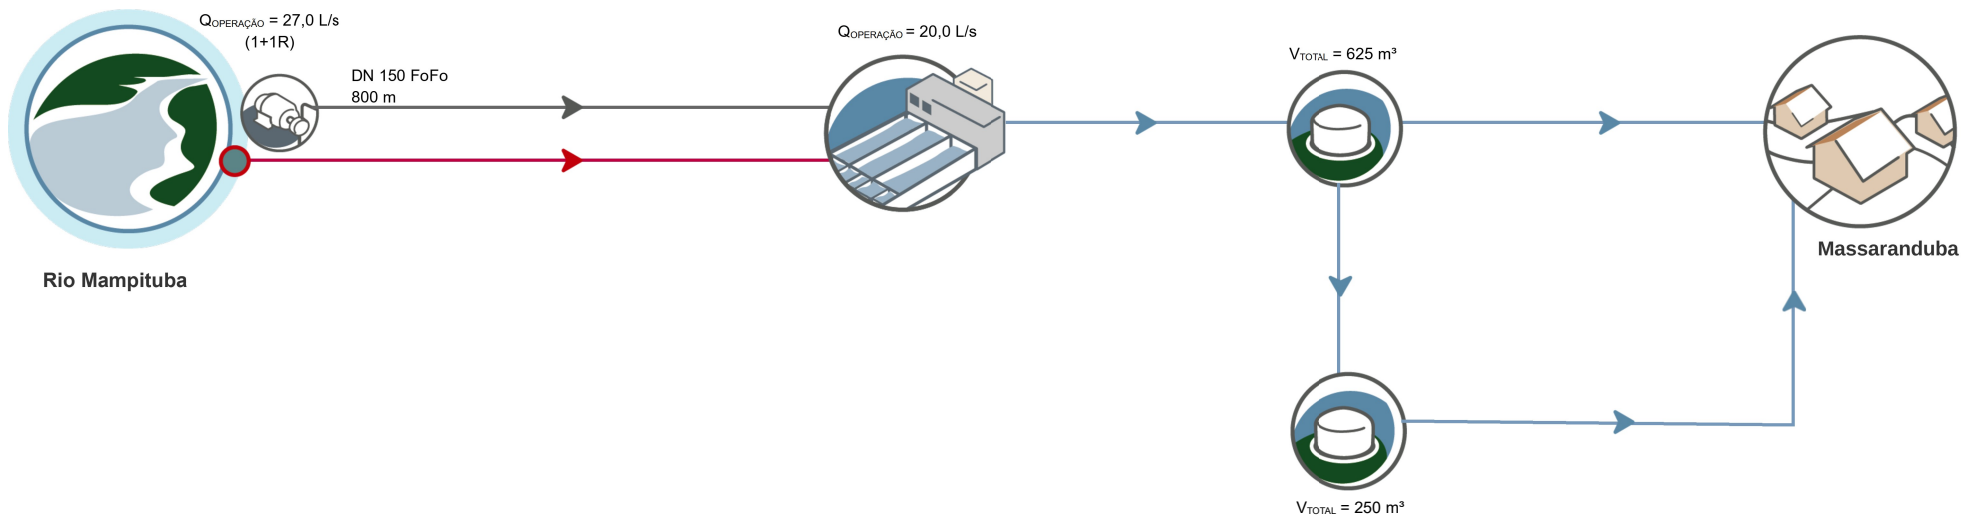 QOPERAÇÃO = 27,0 L/s
(1+1R)
DN 150 FoFo
800 m
QOPERAÇÃO = 20,0 L/s
VTOTAL = 625 m³
Rio Mampituba
Massaranduba
VTOTAL = 250 m³